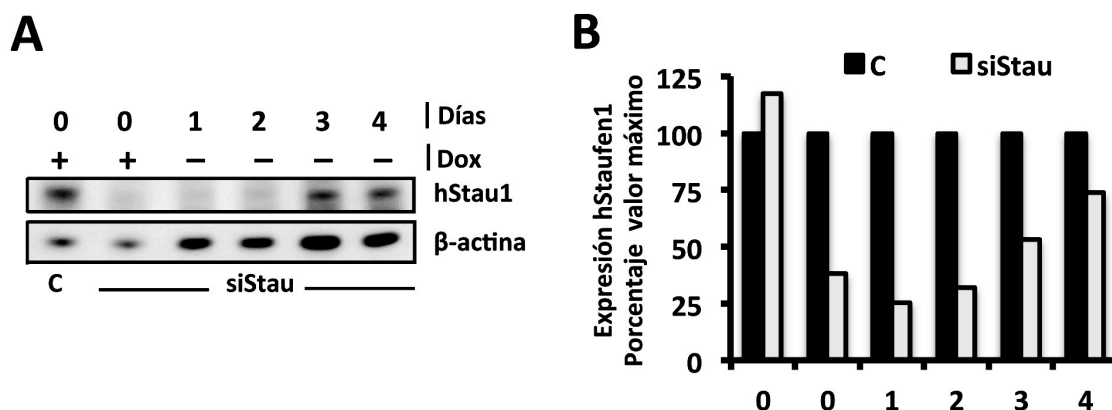 A
0 0 1 2 3 4 | Días
+ + − − − − | Dox
hStau1
β-actina
C siStau
B
C siStau
Expresión hStaufen1
Porcentaje valor máximo
125
100
75
50
25
0
0 0 1 2 3 4